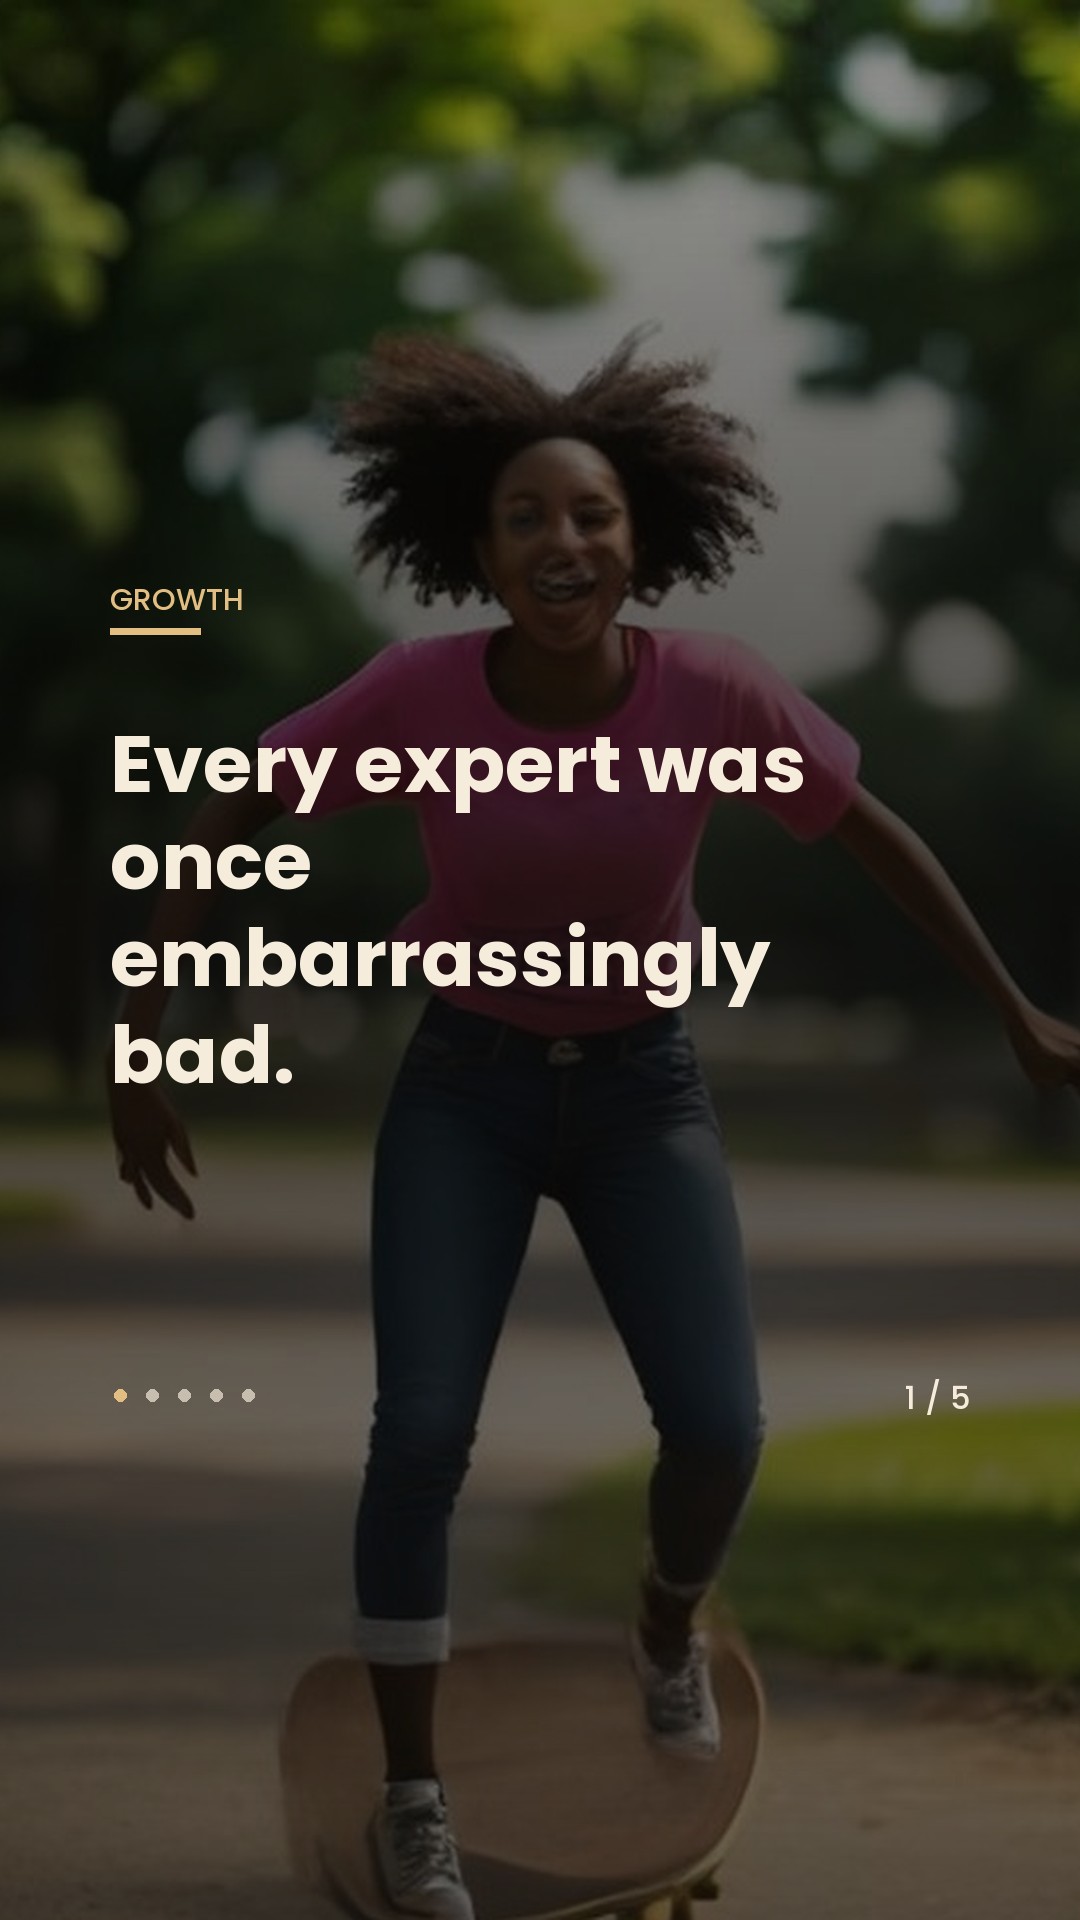 GROWTH
Every expert was
once
embarrassingly
bad.
1 / 5